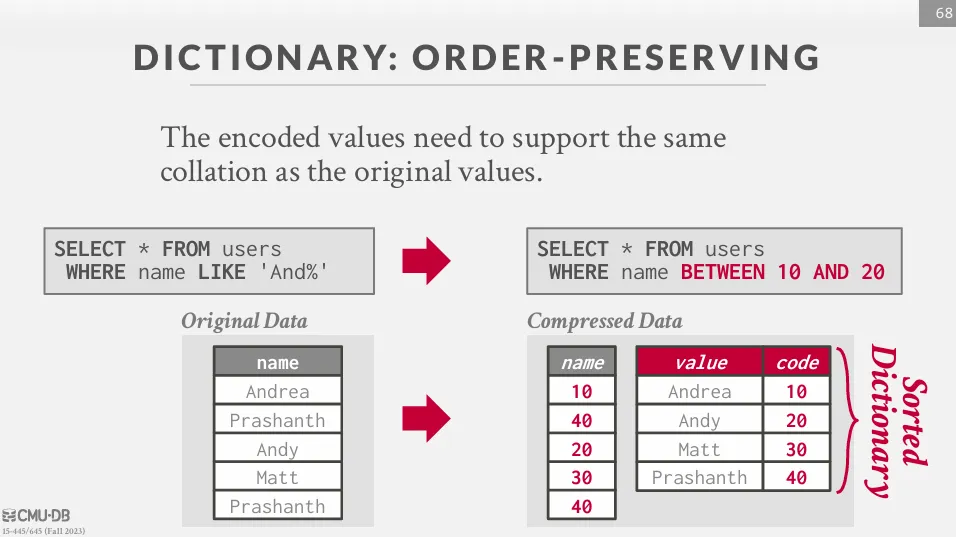 68
DICTIONARY: ORDER-PRESERVING
The encoded values need to support the same
collation as the original values.
SELECT * FROM users
WHERE name LIKE 'And%'
SELECT * FROM users
WHERE name BETWEEN 10 AND 20
Original Data
name
Andrea
Prashanth
Andy
Matt
Prashanth
Compressed Data
name
10
40
20
30
40
value code
Andrea 10
Andy 20
Matt 30
Prashanth 40
Sorted
Dictionary
CMU·DB
15-445/645 (Fall 2023)